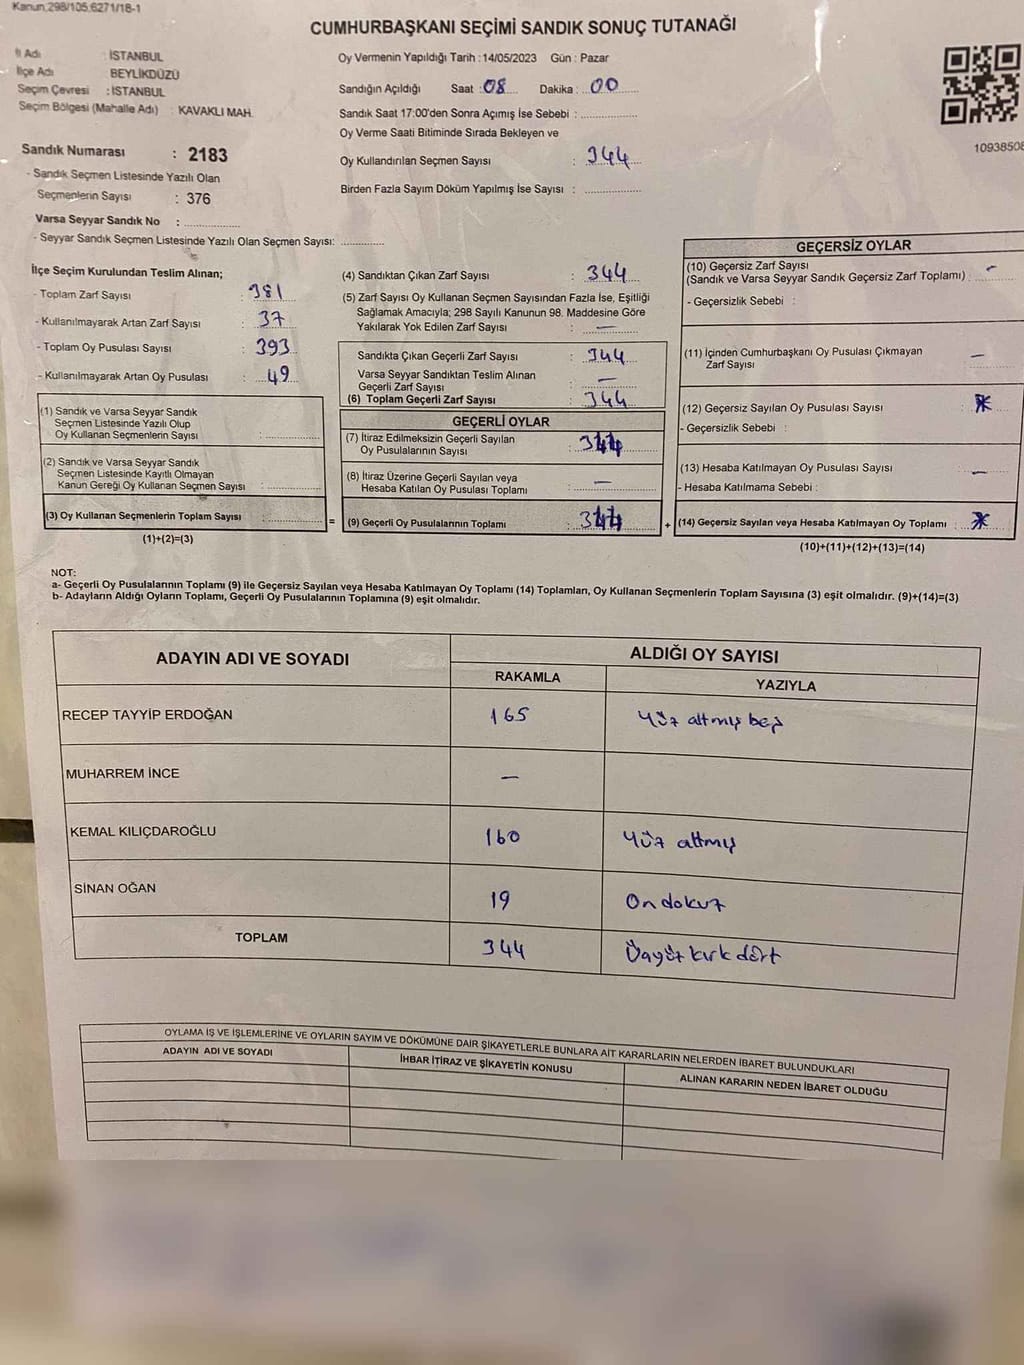 Kanun;298/105;6271/18-1
CUMHURBAŞKANI SEÇİMİ SANDIK SONUÇ TUTANAĞI
İl Adı : İSTANBUL
İlçe Adı : BEYLİKDÜZÜ
Seçim Çevresi : İSTANBUL
Seçim Bölgesi (Mahalle Adı) : KAVAKLI MAH.
Sandık Numarası : 2183
- Sandık Seçmen Listesinde Yazılı Olan
Seçmenlerin Sayısı : 376
Varsa Seyyar Sandık No :
- Seyyar Sandık Seçmen Listesinde Yazılı Olan Seçmen Sayısı:
Oy Vermenin Yapıldığı Tarih :14/05/2023 Gün : Pazar
Sandığın Açıldığı Saat :08 Dakika : 00
Sandık Saat 17:00'den Sonra Açımış İse Sebebi :
Oy Verme Saati Bitiminde Sırada Bekleyen ve
Oy Kullandırılan Seçmen Sayısı : 344
Birden Fazla Sayım Döküm Yapılmış İse Sayısı :
10938508
İlçe Seçim Kurulundan Teslim Alınan;
- Toplam Zarf Sayısı : 381
- Kullanılmayarak Artan Zarf Sayısı : 37
- Toplam Oy Pusulası Sayısı : 393
- Kullanılmayarak Artan Oy Pusulası : 49
(1) Sandık ve Varsa Seyyar Sandık
Seçmen Listesinde Yazılı Olup
Oy Kullanan Seçmenlerin Sayısı :
(2) Sandık ve Varsa Seyyar Sandık
Seçmen Listesinde Kayıtlı Olmayan
Kanun Gereği Oy Kullanan Seçmen Sayısı :
(3) Oy Kullanan Seçmenlerin Toplam Sayısı : =
(1)+(2)=(3)
(4) Sandıktan Çıkan Zarf Sayısı : 344
(5) Zarf Sayısı Oy Kullanan Seçmen Sayısından Fazla İse, Eşitliği
Sağlamak Amacıyla; 298 Sayılı Kanunun 98. Maddesine Göre
Yakılarak Yok Edilen Zarf Sayısı : —
Sandıkta Çıkan Geçerli Zarf Sayısı : 344
Varsa Seyyar Sandıktan Teslim Alınan
Geçerli Zarf Sayısı : —
(6) Toplam Geçerli Zarf Sayısı : 344
GEÇERLİ OYLAR
(7) İtiraz Edilmeksizin Geçerli Sayılan
Oy Pusulalarının Sayısı : 344
(8) İtiraz Üzerine Geçerli Sayılan veya
Hesaba Katılan Oy Pusulası Toplamı : —
(9) Geçerli Oy Pusulalarının Toplamı : 344 +
GEÇERSİZ OYLAR
(10) Geçersiz Zarf Sayısı
(Sandık ve Varsa Seyyar Sandık Geçersiz Zarf Toplamı) : -
- Geçersizlik Sebebi :
(11) İçinden Cumhurbaşkanı Oy Pusulası Çıkmayan
Zarf Sayısı : —
(12) Geçersiz Sayılan Oy Pusulası Sayısı :
- Geçersizlik Sebebi :
(13) Hesaba Katılmayan Oy Pusulası Sayısı : —
- Hesaba Katılmama Sebebi :
(14) Geçersiz Sayılan veya Hesaba Katılmayan Oy Toplamı :
(10)+(11)+(12)+(13)=(14)
NOT:
a- Geçerli Oy Pusulalarının Toplamı (9) ile Geçersiz Sayılan veya Hesaba Katılmayan Oy Toplamı (14) Toplamları, Oy Kullanan Seçmenlerin Toplam Sayısına (3) eşit olmalıdır. (9)+(14)=(3)
b- Adayların Aldığı Oyların Toplamı, Geçerli Oy Pusulalarının Toplamına (9) eşit olmalıdır.
ADAYIN ADI VE SOYADI ALDIĞI OY SAYISI
RAKAMLA YAZIYLA
RECEP TAYYİP ERDOĞAN 165 Yüz altmış beş
MUHARREM İNCE —
KEMAL KILIÇDAROĞLU 160 Yüz altmış
SİNAN OĞAN 19 On dokuz
TOPLAM 344 Üçyüz kırk dört
OYLAMA İŞ VE İŞLEMLERİNE VE OYLARIN SAYIM VE DÖKÜMÜNE DAİR ŞİKAYETLERLE BUNLARA AİT KARARLARIN NELERDEN İBARET BULUNDUKLARI
ADAYIN ADI VE SOYADI İHBAR İTİRAZ VE ŞİKAYETİN KONUSU ALINAN KARARIN NEDEN İBARET OLDUĞU